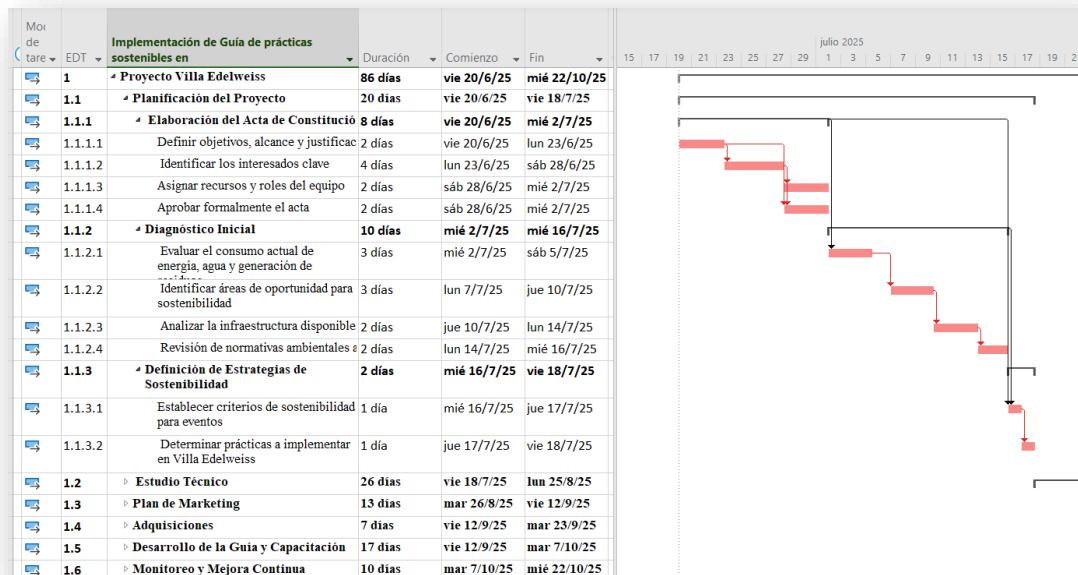 Mo
de
tare EDT Implementación de Guía de prácticas
sostenibles en Duración Comienzo Fin
julio 2025
15 17 19 21 23 25 27 29 1 3 5 7 9 11 13 15 17 19 2
1 Proyecto Villa Edelweiss 86 días vie 20/6/25 mié 22/10/25
1.1 Planificación del Proyecto 20 días vie 20/6/25 vie 18/7/25
1.1.1 Elaboración del Acta de Constitució 8 días vie 20/6/25 mié 2/7/25
1.1.1.1 Definir objetivos, alcance y justificac 2 días vie 20/6/25 lun 23/6/25
1.1.1.2 Identificar los interesados clave 4 días lun 23/6/25 sáb 28/6/25
1.1.1.3 Asignar recursos y roles del equipo 2 días sáb 28/6/25 mié 2/7/25
1.1.1.4 Aprobar formalmente el acta 2 días sáb 28/6/25 mié 2/7/25
1.1.2 Diagnóstico Inicial 10 días mié 2/7/25 mié 16/7/25
1.1.2.1 Evaluar el consumo actual de 3 días mié 2/7/25 sáb 5/7/25
energía, agua y generación de
1.1.2.2 Identificar áreas de oportunidad para 3 días lun 7/7/25 jue 10/7/25
sostenibilidad
1.1.2.3 Analizar la infraestructura disponible 2 días jue 10/7/25 lun 14/7/25
1.1.2.4 Revisión de normativas ambientales a 2 días lun 14/7/25 mié 16/7/25
1.1.3 Definición de Estrategias de 2 días mié 16/7/25 vie 18/7/25
Sostenibilidad
1.1.3.1 Establecer criterios de sostenibilidad 1 día mié 16/7/25 jue 17/7/25
para eventos
1.1.3.2 Determinar prácticas a implementar 1 día jue 17/7/25 vie 18/7/25
en Villa Edelweiss
1.2 Estudio Técnico 26 días vie 18/7/25 lun 25/8/25
1.3 Plan de Marketing 13 días mar 26/8/25 vie 12/9/25
1.4 Adquisiciones 7 días vie 12/9/25 mar 23/9/25
1.5 Desarrollo de la Guía y Capacitación 17 días vie 12/9/25 mar 7/10/25
1.6 Monitoreo y Mejora Continua 10 días mar 7/10/25 mié 22/10/25